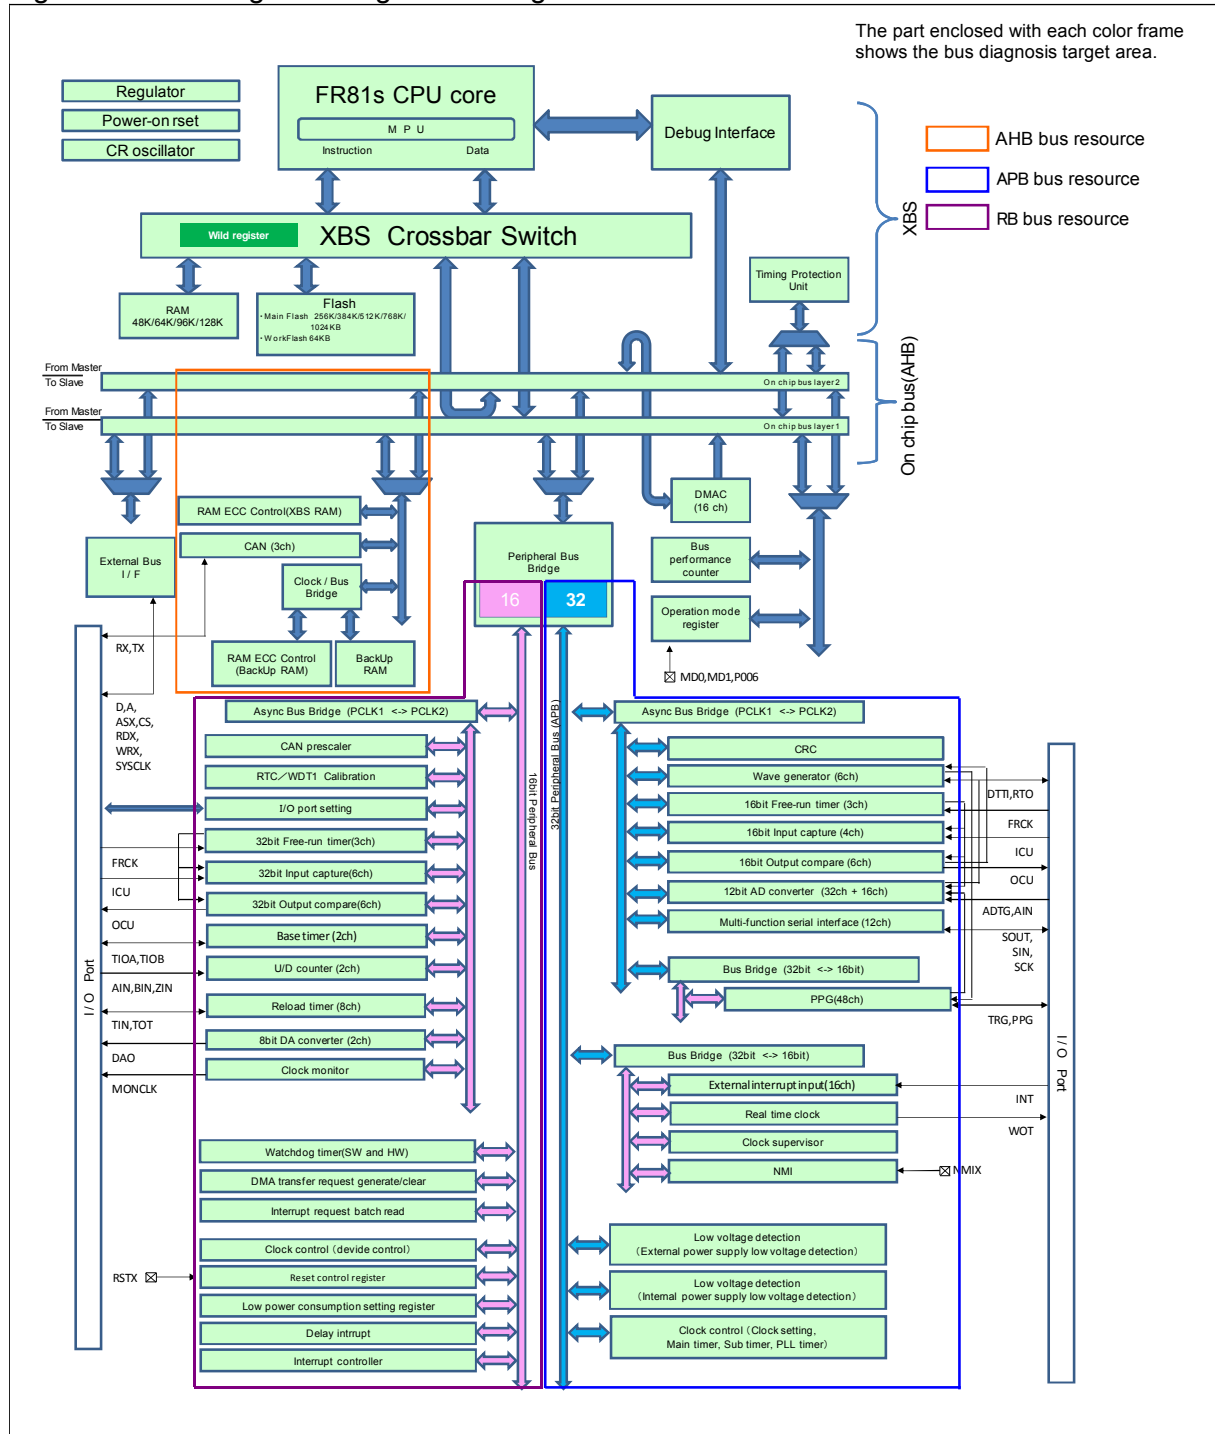 The part enclosed with each color frame
shows the bus diagnosis target area.
Regulator
Power-on rset
CR oscillator
FR81s CPU core
M P U
Instruction
Data
Debug Interface
AHB bus resource
APB bus resource
RB bus resource
XBS
Wild register
XBS Crossbar Switch
Timing Protection
Unit
RAM
48K/64K/96K/128K
Flash
・Main Flash 256K/384K/512K/768K/
1024KB
・WorkFlash 64KB
On chip bus(AHB)
From Master
To Slave
On chip bus layer2
From Master
To Slave
On chip bus layer1
DMAC
(16 ch)
RAM ECC Control(XBS RAM)
CAN (3ch)
External Bus
I / F
Clock / Bus
Bridge
Peripheral Bus
Bridge
16
32
Bus
performance
counter
Operation mode
register
RX,TX
RAM ECC Control
(BackUp RAM)
BackUp
RAM
MD0,MD1,P006
D,A,
ASX,CS,
RDX,
WRX,
SYSCLK
Async Bus Bridge (PCLK1 <-> PCLK2)
Async Bus Bridge (PCLK1 <-> PCLK2)
16bit Peripheral Bus
32bit Peripheral Bus (APB)
CAN prescaler
RTC／WDT1 Calibration
I/O port setting
32bit Free-run timer(3ch)
32bit Input capture(6ch)
32bit Output compare(6ch)
Base timer (2ch)
U/D counter (2ch)
Reload timer (8ch)
8bit DA converter (2ch)
Clock monitor
I / O Port
FRCK
ICU
OCU
TIOA,TIOB
AIN,BIN,ZIN
TIN,TOT
DAO
MONCLK
CRC
Wave generator (6ch)
16bit Free-run timer (3ch)
16bit Input capture (4ch)
16bit Output compare (6ch)
12bit AD converter (32ch + 16ch)
Multi-function serial interface (12ch)
Bus Bridge (32bit <-> 16bit)
PPG(48ch)
Bus Bridge (32bit <-> 16bit)
External interrupt input(16ch)
Real time clock
Clock supervisor
NMI
DTTI,RTO
FRCK
ICU
OCU
ADTG,AIN
SOUT,
SIN,
SCK
TRG,PPG
I / O Port
INT
WOT
NMIX
Watchdog timer(SW and HW)
DMA transfer request generate/clear
Interrupt request batch read
Clock control (devide control)
Reset control register
Low power consumption setting register
Delay intrrupt
Interrupt controller
RSTX
Low voltage detection
(External power supply low voltage detection)
Low voltage detection
(Internal power supply low voltage detection)
Clock control (Clock setting,
Main timer, Sub timer, PLL timer)